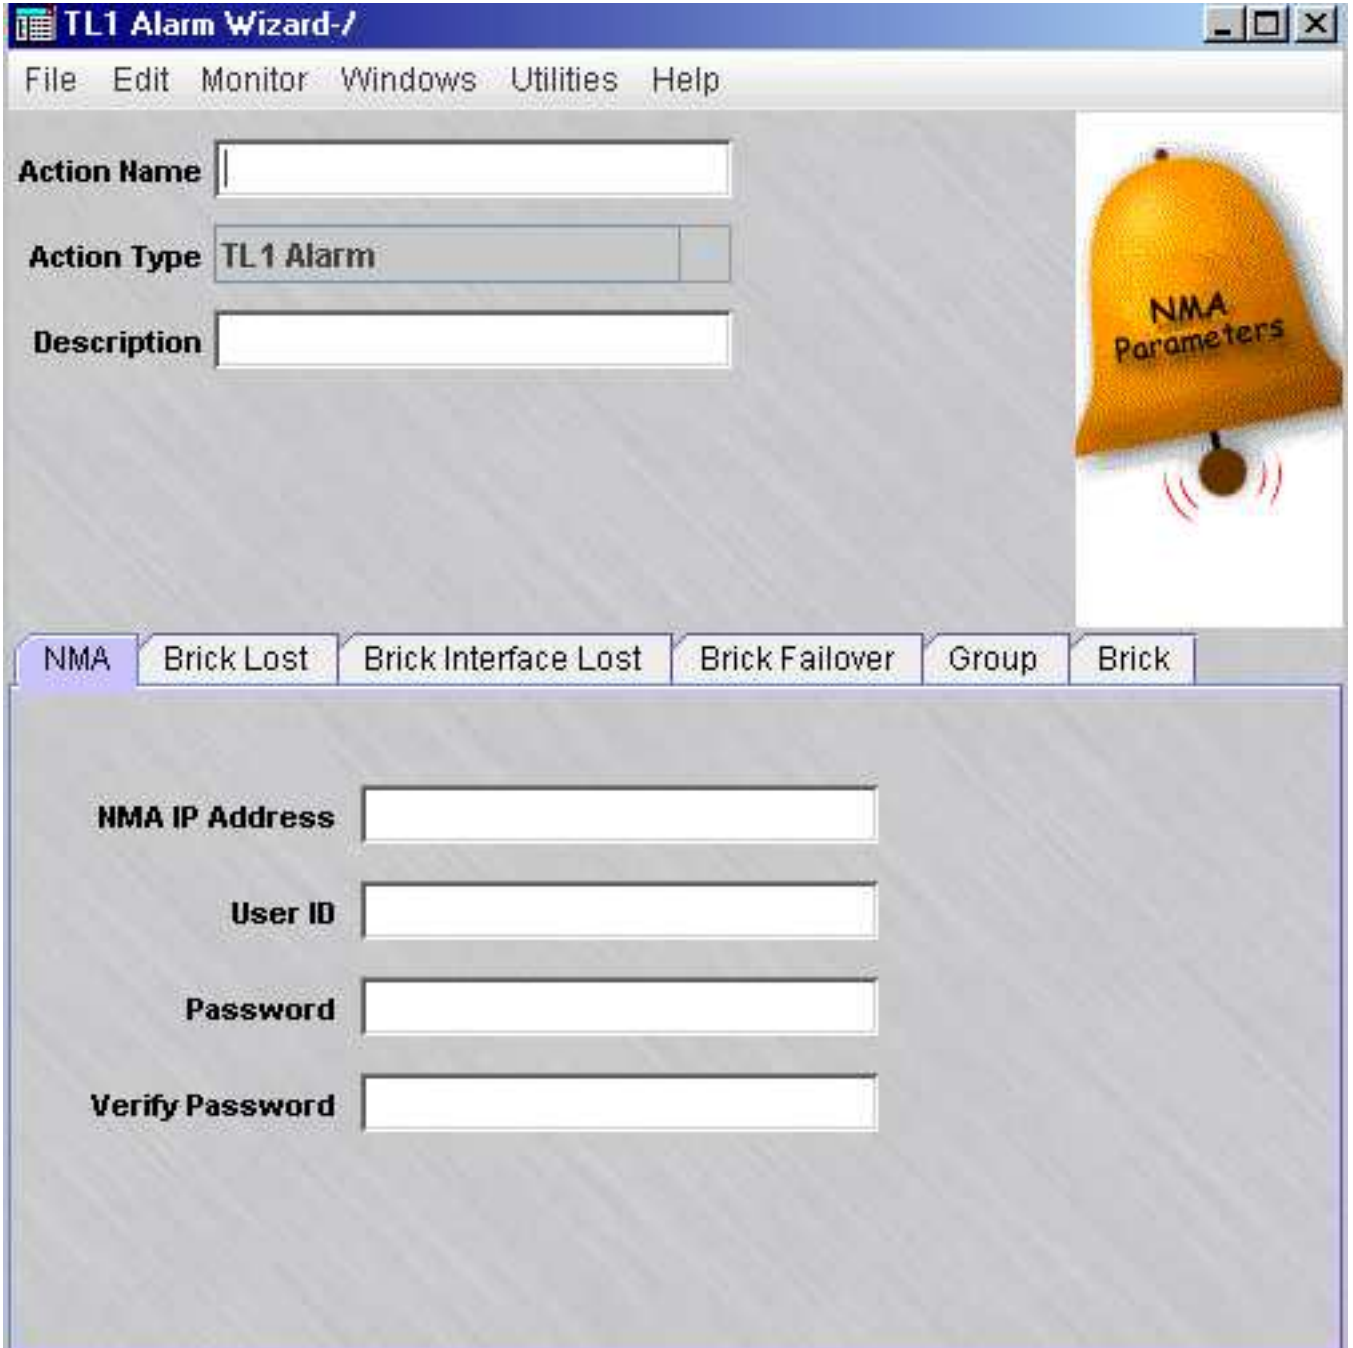 TL1 Alarm Wizard-/
File Edit Monitor Windows Utilities Help
Action Name
Action Type TL1 Alarm
Description
NMA
Parameters
NMA Brick Lost Brick Interface Lost Brick Failover Group Brick
NMA IP Address
User ID
Password
Verify Password